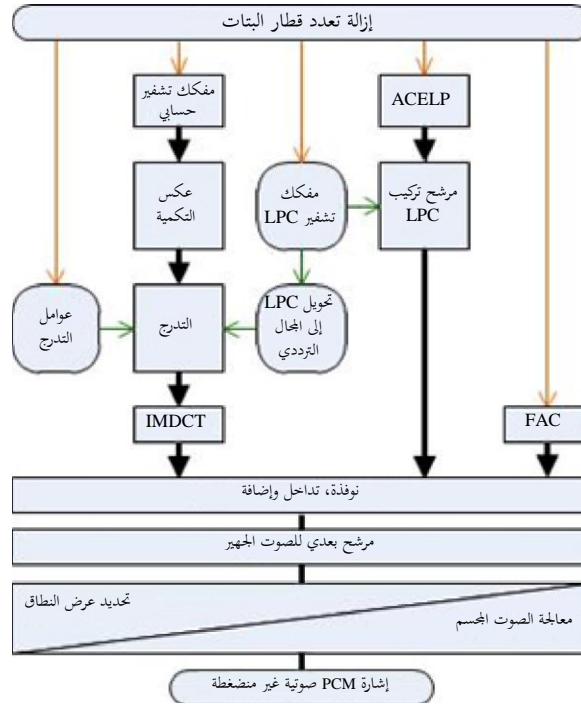 إزالة تعدد قطار البتات
مفكك تشفير
حسابي
ACELP
عكس
التكمية
مفكك
تشفير LPC
مرشح تركيب
LPC
عوامل
التدرج
التدرج
تحويل LPC
إلى المجال
الترددي
IMDCT
FAC
نوفذة، تداخل وإضافة
مرشح بعدي للصوت الجهير
تحديد عرض النطاق
معالجة الصوت المجسم
إشارة PCM صوتية غير منضغطة